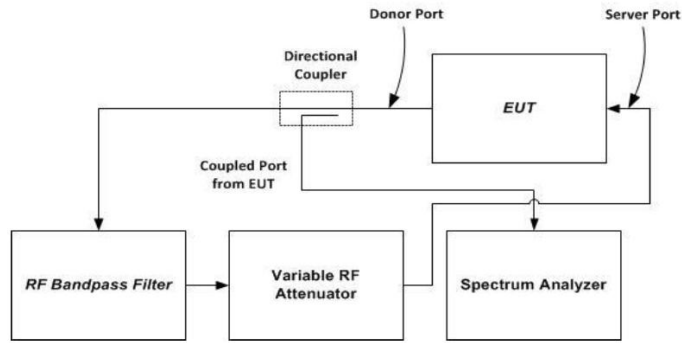 Donor Port
Server Port
Directional
Coupler
EUT
Coupled Port
from EUT
RF Bandpass Filter
Variable RF
Attenuator
Spectrum Analyzer